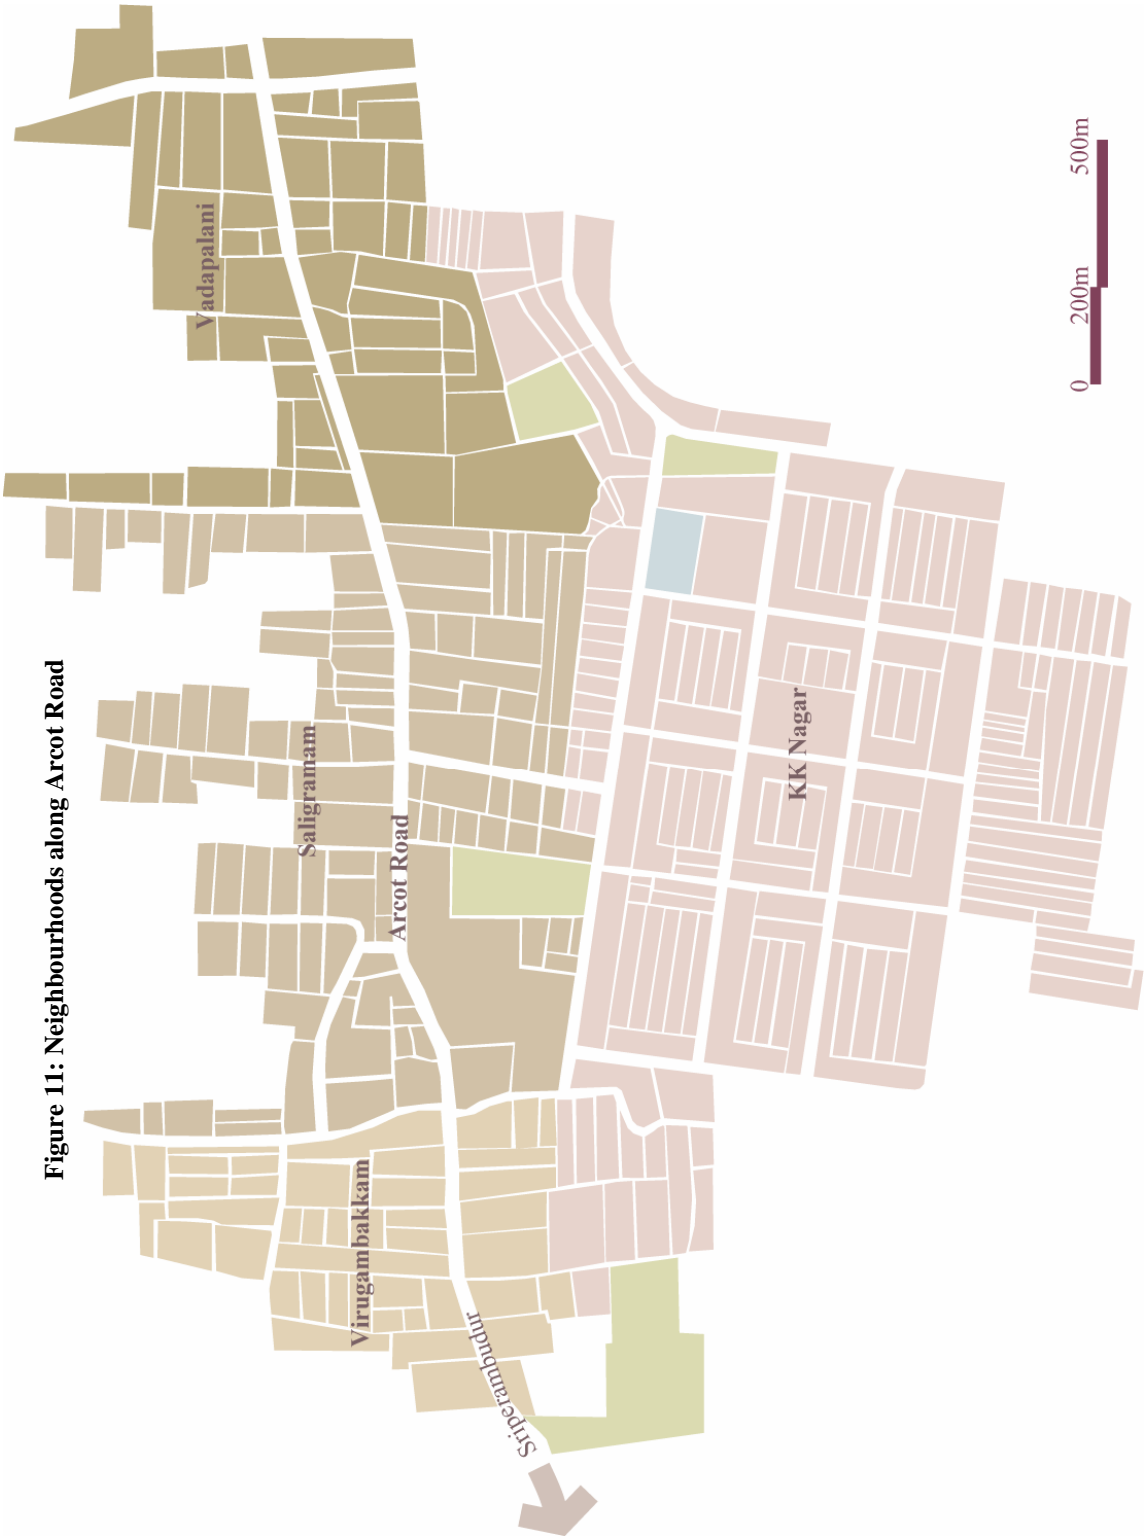 Figure 11: Neighbourhoods along Arcot Road
Vadapalani
Saligramam
Virugambakkam
Arcot Road
Sriperambudur
KK Nagar
0
200m
500m